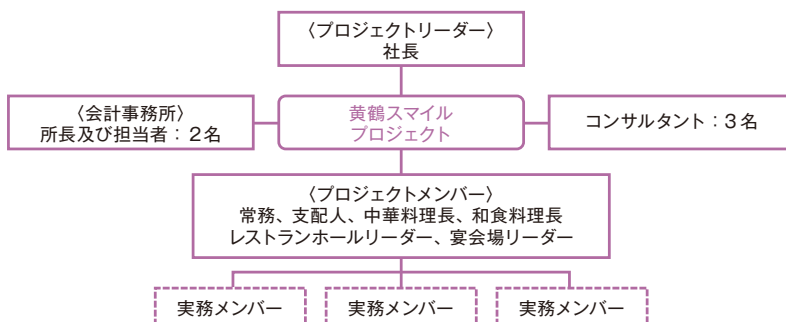 〈プロジェクトリーダー〉
社長
〈会計事務所〉
所長及び担当者：2名
黄鶴スマイル
プロジェクト
コンサルタント：3名
〈プロジェクトメンバー〉
常務、支配人、中華料理長、和食料理長
レストランホールリーダー、宴会場リーダー
実務メンバー
実務メンバー
実務メンバー